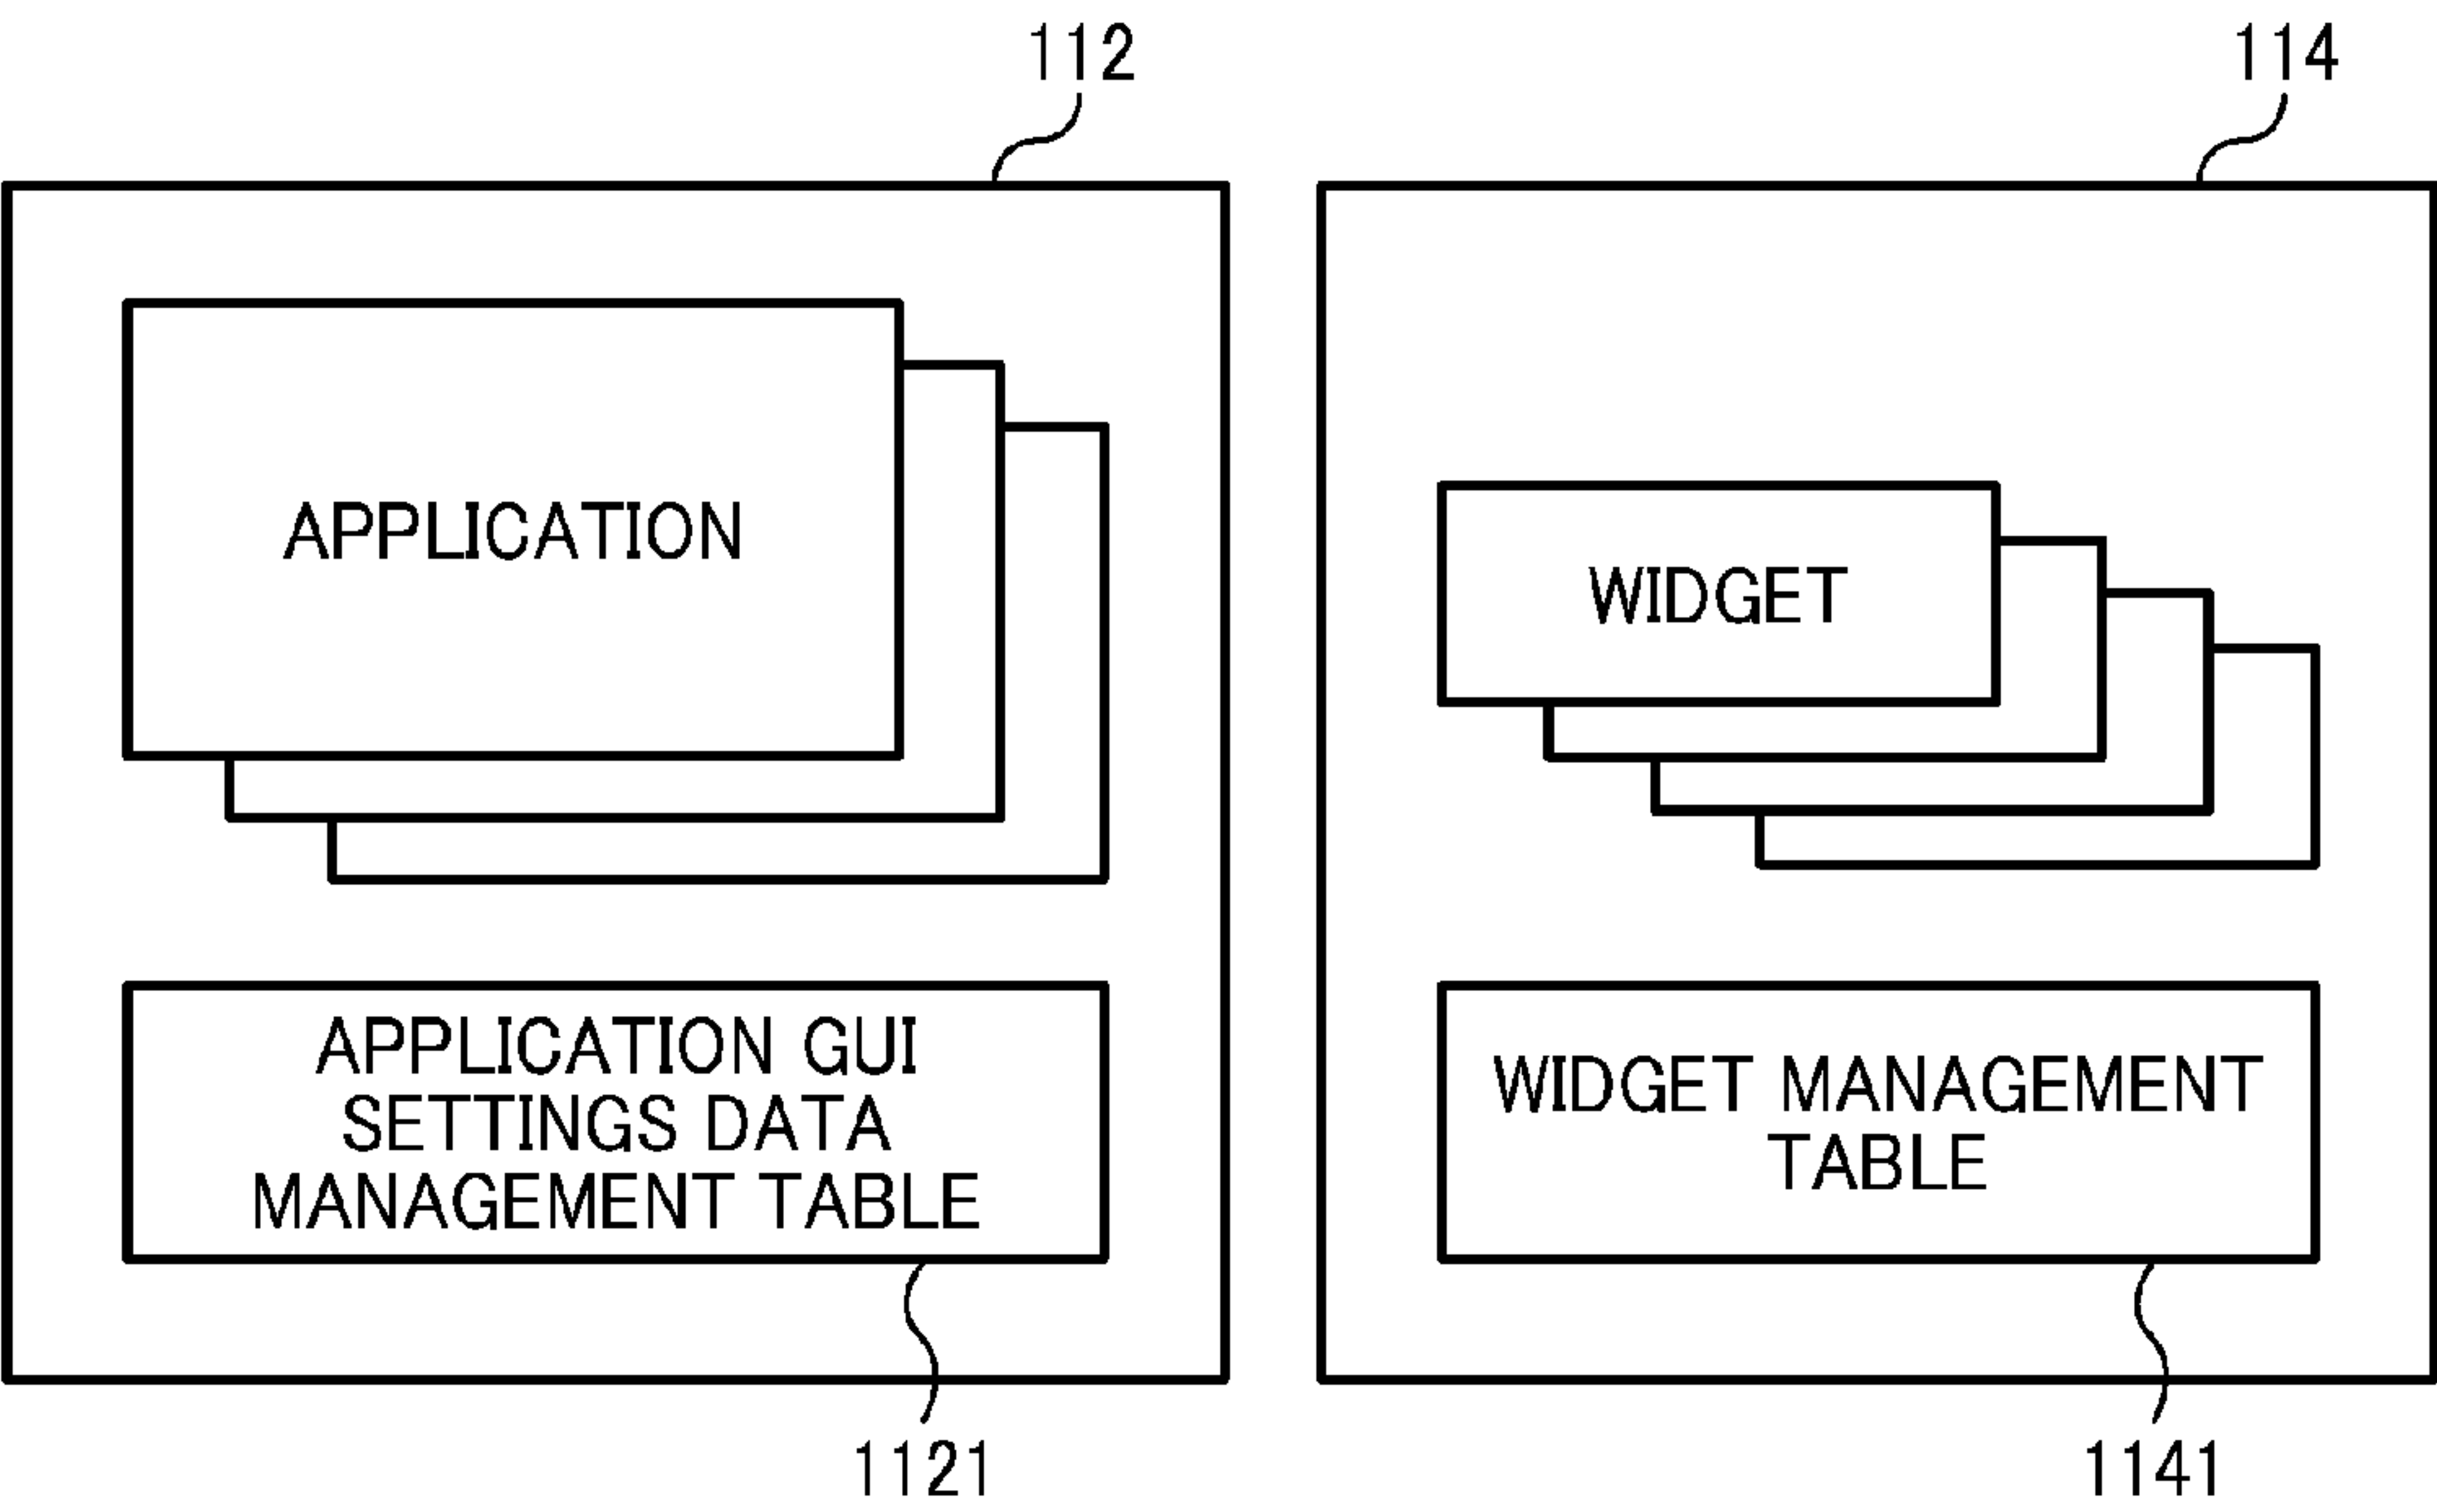 112
114
APPLICATION
WIDGET
APPLICATION GUI
SETTINGS DATA
MANAGEMENT TABLE
WIDGET MANAGEMENT
TABLE
1121
1141